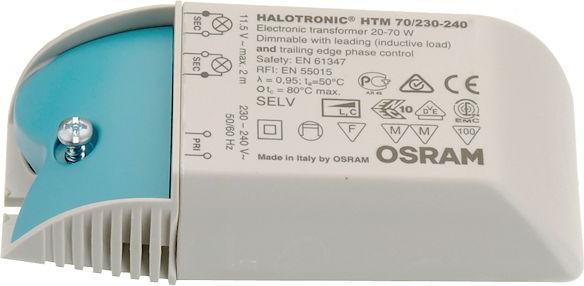 HALOTRONIC® HTM 70/230-240
Electronic transformer 20-70 W
Dimmable with leading (inductive load)
and trailing edge phase control
Safety: EN 61347
RFI: EN 55015
λ = 0,95; ta=50°C
tc = 80°C max.
SELV
L, C
10
D E
EMC
F
M M
100
Made in Italy by OSRAM
OSRAM
SEC
SEC
11.5 V~ max. 2 m
PRI
230 – 240 V~
50/60 Hz
CE